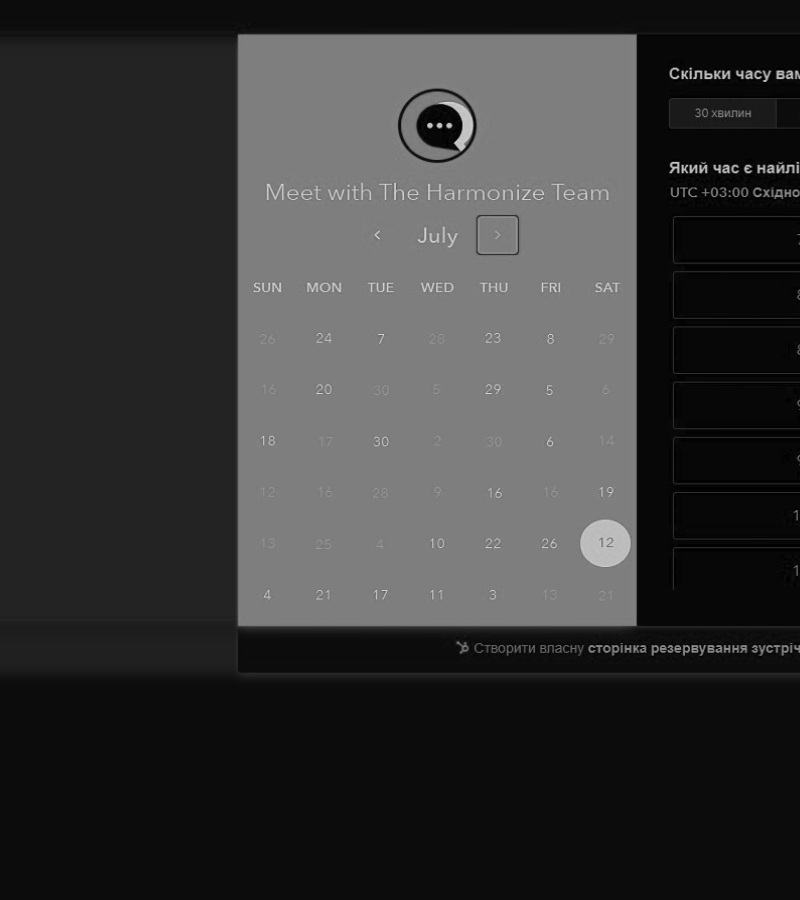 Meet with The Harmonize Team
July
SUN MON TUE WED THU FRI SAT
26 24 7 28 23 8 29
16 20 30 5 29 5 6
18 17 30 2 30 6 14
12 16 28 9 16 16 19
13 25 4 10 22 26 12
4 21 17 11 3 13 21
Скільки часу вам
30 хвилин
Який час є найлі
UTC +03:00 Східно
Створити власну сторінка резервування зустріч